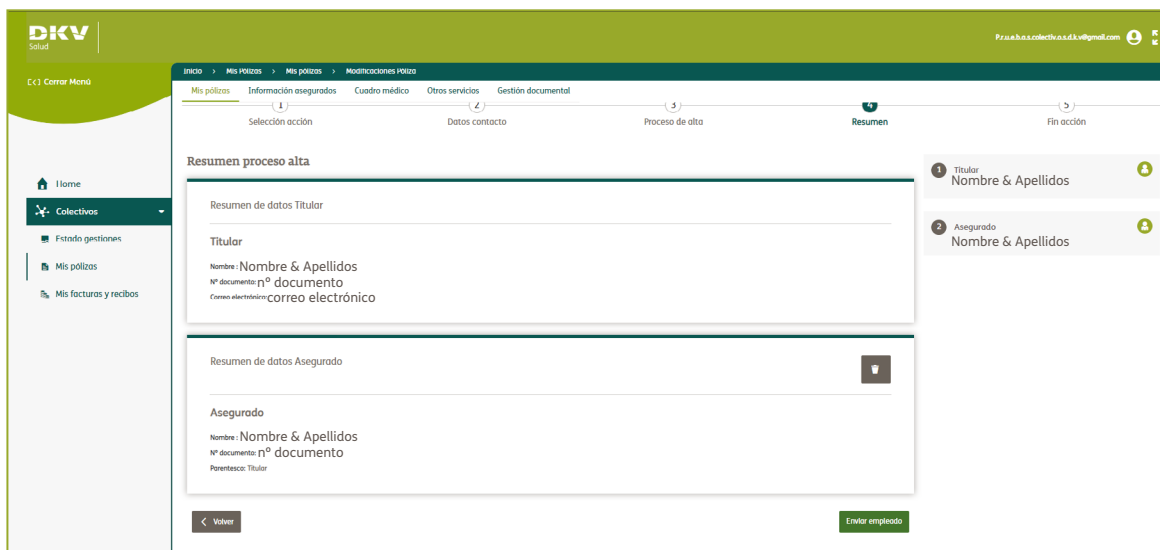 DKV
Salud
P.r.u.e.b.a.s.colectiv.o.s.d.k.v@gmail.com
[<] Cerrar Menú
Inicio > Mis Pólizas > Mis pólizas > Modificaciones Póliza
Mis pólizas Información asegurados Cuadro médico Otros servicios Gestión documental
1 2 3 4 5
Selección acción Datos contacto Proceso de alta Resumen Fin acción
Home
Colectivos
Estado gestiones
Mis pólizas
Mis facturas y recibos
Resumen proceso alta
Resumen de datos Titular
Titular
Nombre : Nombre & Apellidos
Nº documento: nº documento
Correo electrónico: correo electrónico
Resumen de datos Asegurado
Asegurado
Nombre : Nombre & Apellidos
Nº documento: nº documento
Parentesco: Titular
Volver
Enviar empleado
1 Titular
Nombre & Apellidos
2 Asegurado
Nombre & Apellidos